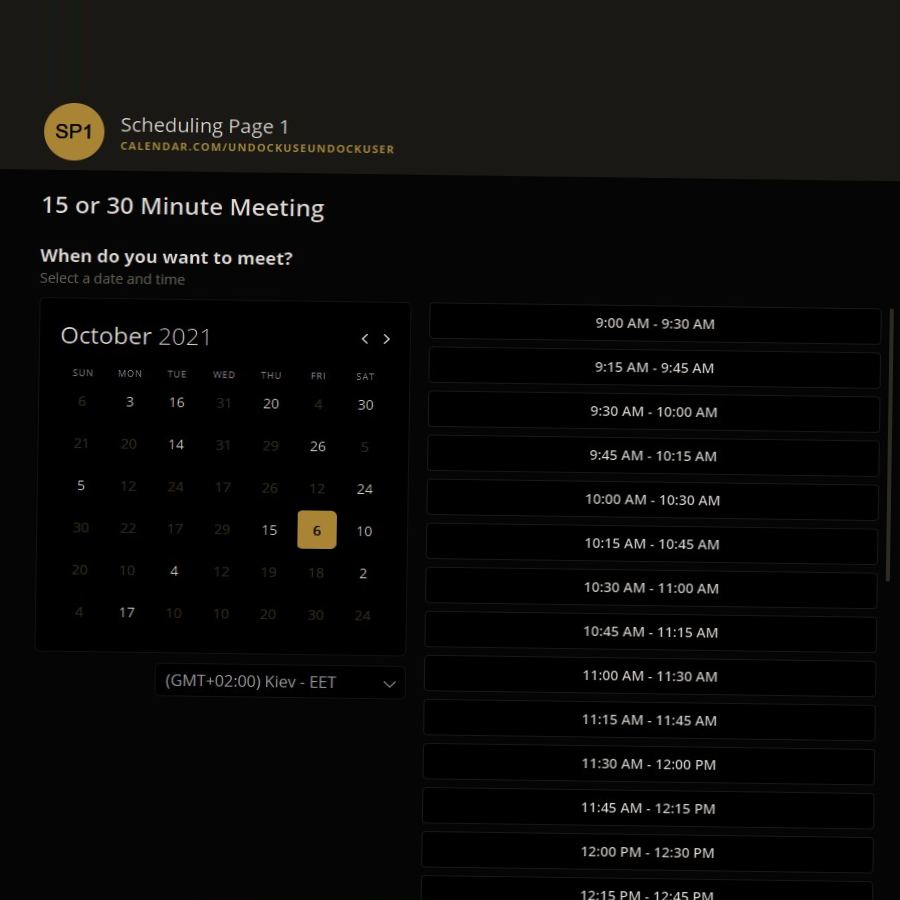 SP1
Scheduling Page 1
CALENDAR.COM/UNDOCKUSEUNDOCKUSER
15 or 30 Minute Meeting
When do you want to meet?
Select a date and time
October 2021
SUN MON TUE WED THU FRI SAT
6 3 16 31 20 4 30
21 20 14 31 29 26 5
5 12 24 17 26 12 24
30 22 17 29 15 6 10
20 10 4 12 19 18 2
4 17 10 10 20 30 24
(GMT+02:00) Kiev - EET
9:00 AM - 9:30 AM
9:15 AM - 9:45 AM
9:30 AM - 10:00 AM
9:45 AM - 10:15 AM
10:00 AM - 10:30 AM
10:15 AM - 10:45 AM
10:30 AM - 11:00 AM
10:45 AM - 11:15 AM
11:00 AM - 11:30 AM
11:15 AM - 11:45 AM
11:30 AM - 12:00 PM
11:45 AM - 12:15 PM
12:00 PM - 12:30 PM
12:15 PM - 12:45 PM